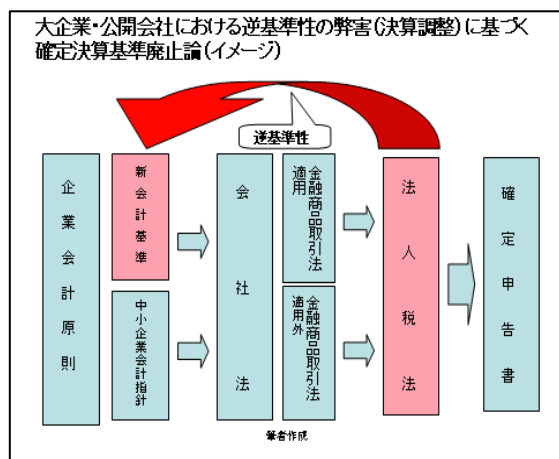 大企業・公開会社における逆基準性の弊害(決算調整)に基づく
確定決算基準廃止論(イメージ)
逆基準性
企業会計原則
新会計基準
中小企業会計指針
会社法
金融商品取引法
適用
金融商品取引法
適用外
法人税法
確定申告書
筆者作成